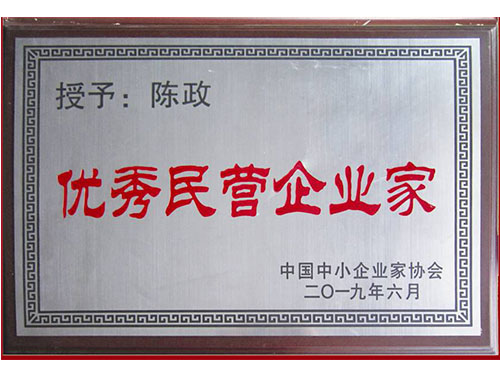 授予：陈政
优秀民营企业家
中国中小企业家协会
二〇一九年六月